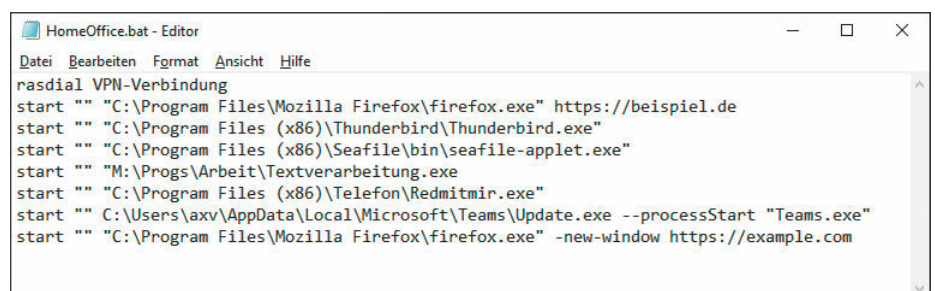 HomeOffice.bat - Editor
Datei Bearbeiten Format Ansicht Hilfe
rasdial VPN-Verbindung
start "" "C:\Program Files\Mozilla Firefox\firefox.exe" https://beispiel.de
start "" "C:\Program Files (x86)\Thunderbird\Thunderbird.exe"
start "" "C:\Program Files (x86)\Seafile\bin\seafile-applet.exe"
start "" "M:\Progs\Arbeit\Textverarbeitung.exe
start "" "C:\Program Files (x86)\Telefon\Redmitmir.exe"
start "" C:\Users\axv\AppData\Local\Microsoft\Teams\Update.exe --processStart "Teams.exe"
start "" "C:\Program Files\Mozilla Firefox\firefox.exe" -new-window https://example.com